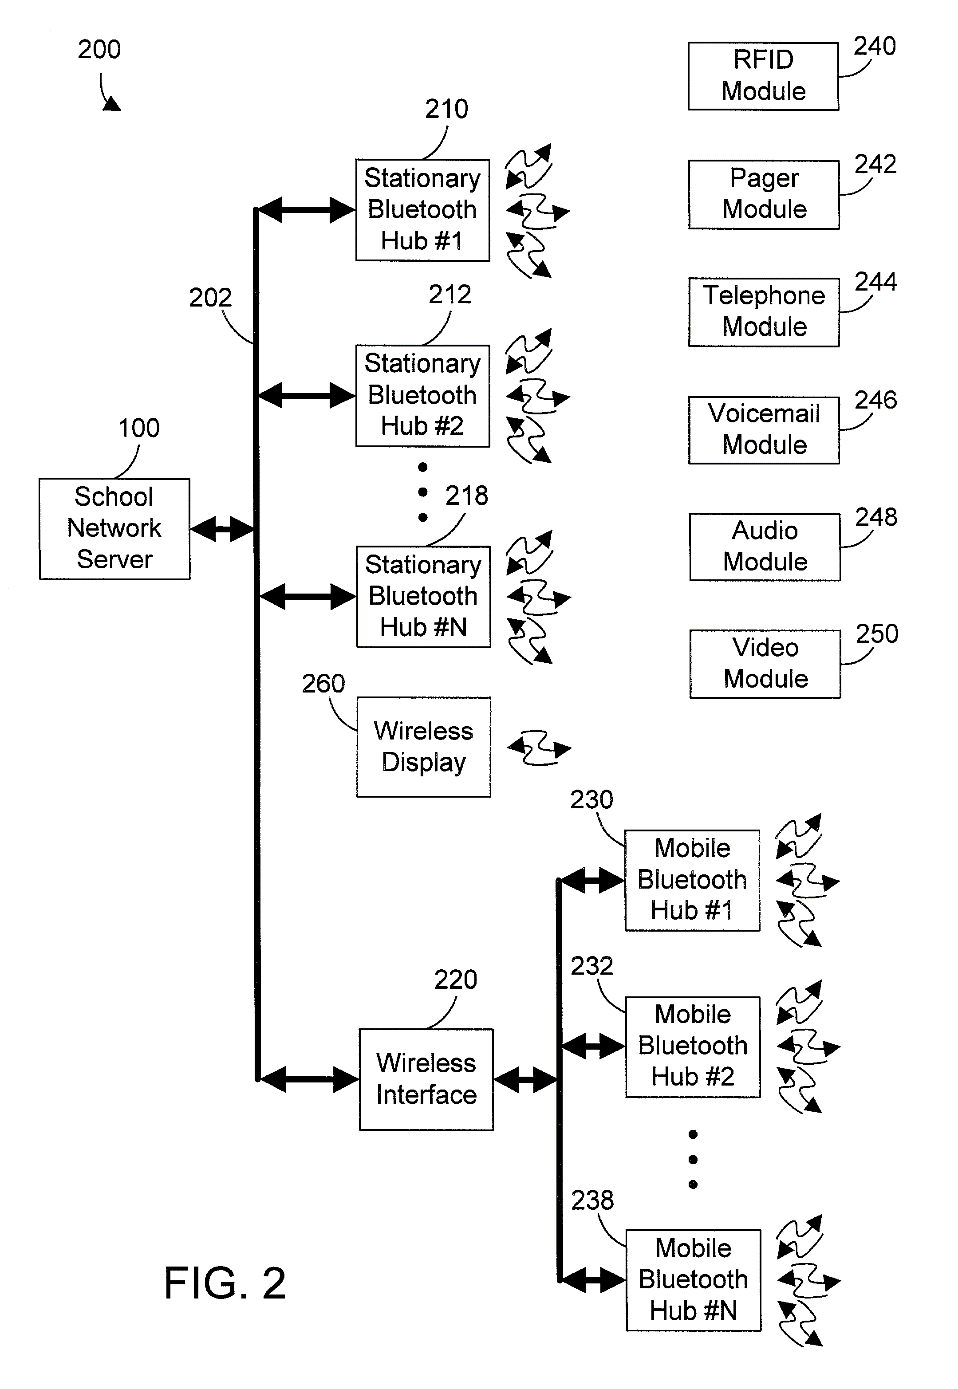 200
240
RFID
Module
210
Stationary
Bluetooth
Hub #1
242
Pager
Module
202
212
Stationary
Bluetooth
Hub #2
244
Telephone
Module
246
Voicemail
Module
100
School
Network
Server
218
Stationary
Bluetooth
Hub #N
248
Audio
Module
250
Video
Module
260
Wireless
Display
230
Mobile
Bluetooth
Hub #1
220
Wireless
Interface
232
Mobile
Bluetooth
Hub #2
238
Mobile
Bluetooth
Hub #N
FIG. 2